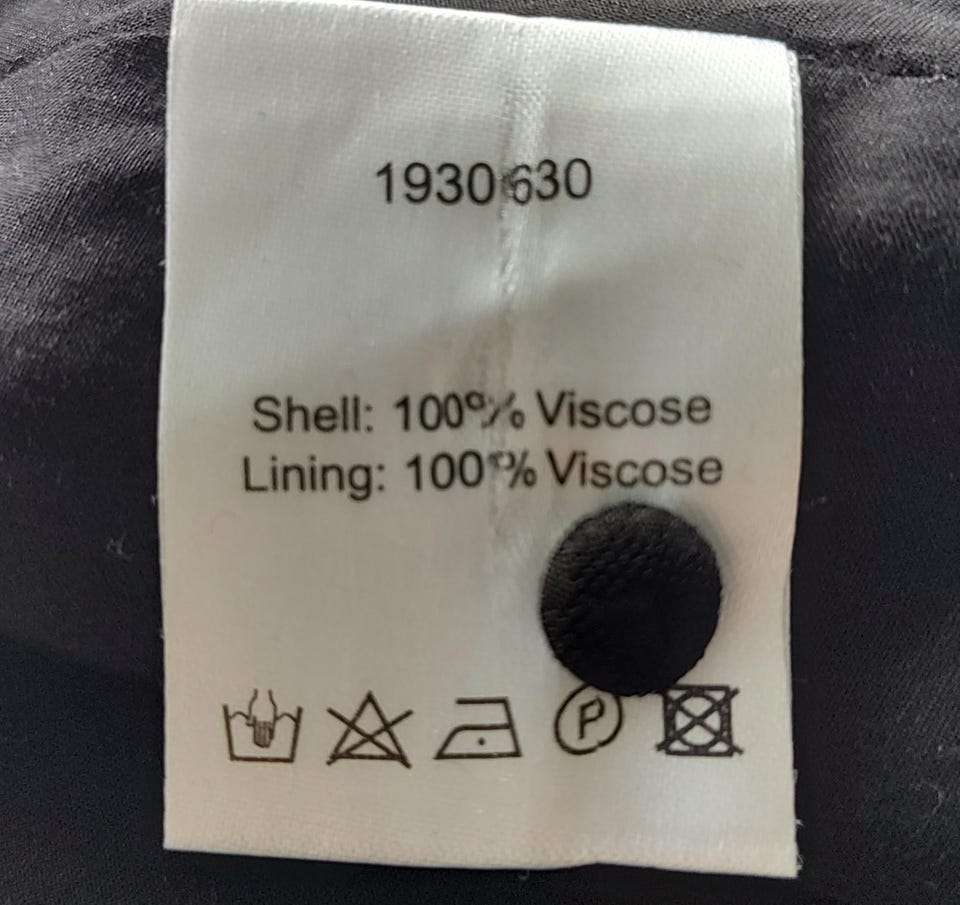 1930630
Shell: 100% Viscose
Lining: 100% Viscose
P